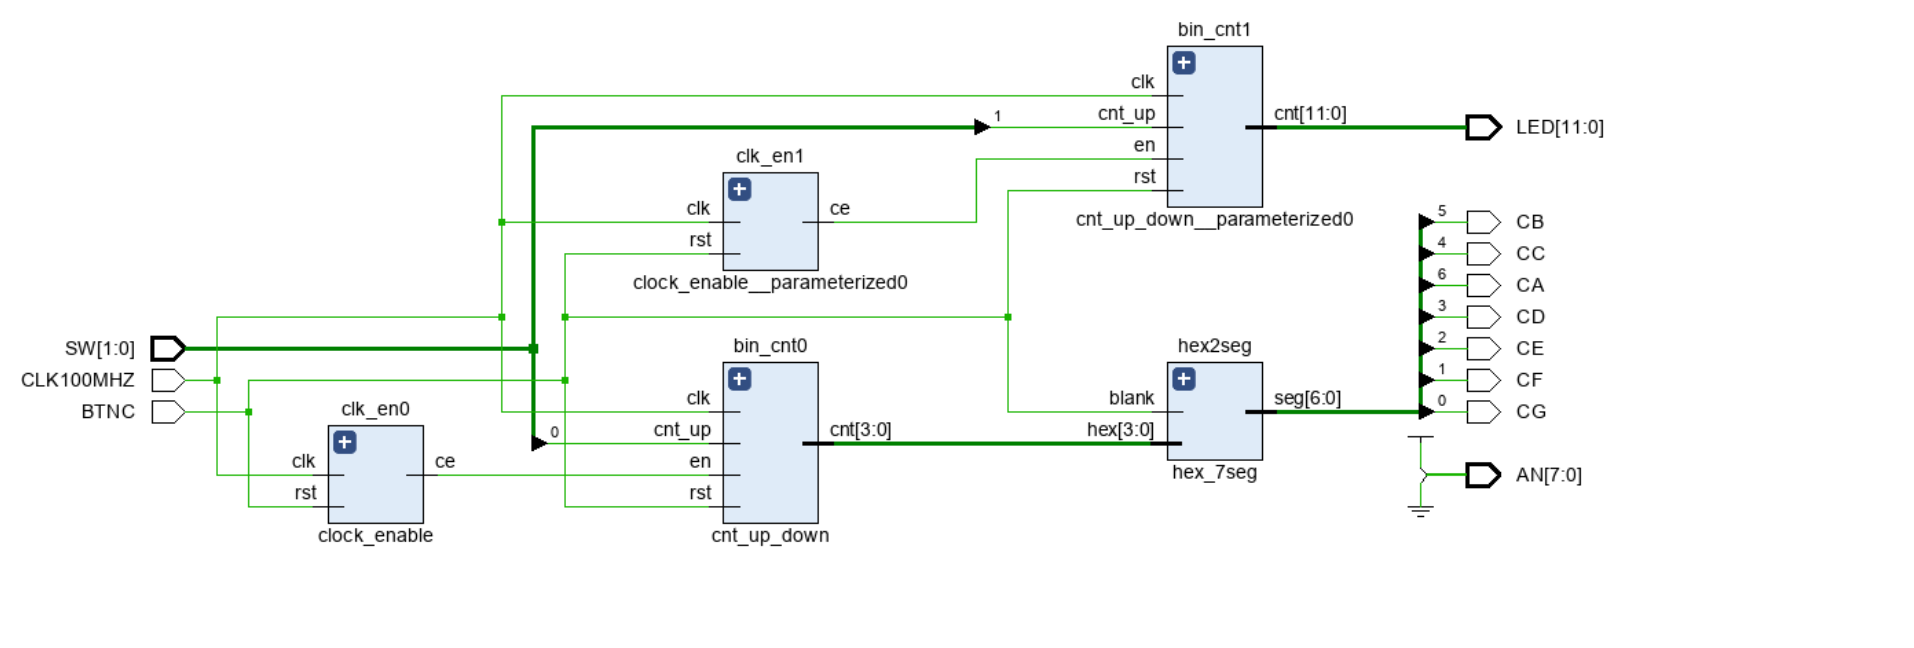 bin_cnt1
clk
cnt_up
en
rst
cnt[11:0]
cnt_up_down__parameterized0
LED[11:0]
1
clk_en1
clk
rst
ce
clock_enable__parameterized0
SW[1:0]
CLK100MHZ
BTNC
clk_en0
clk
rst
ce
clock_enable
bin_cnt0
clk
0
cnt_up
en
rst
cnt[3:0]
cnt_up_down
hex2seg
blank
hex[3:0]
seg[6:0]
hex_7seg
5 CB
4 CC
6 CA
3 CD
2 CE
1 CF
0 CG
AN[7:0]